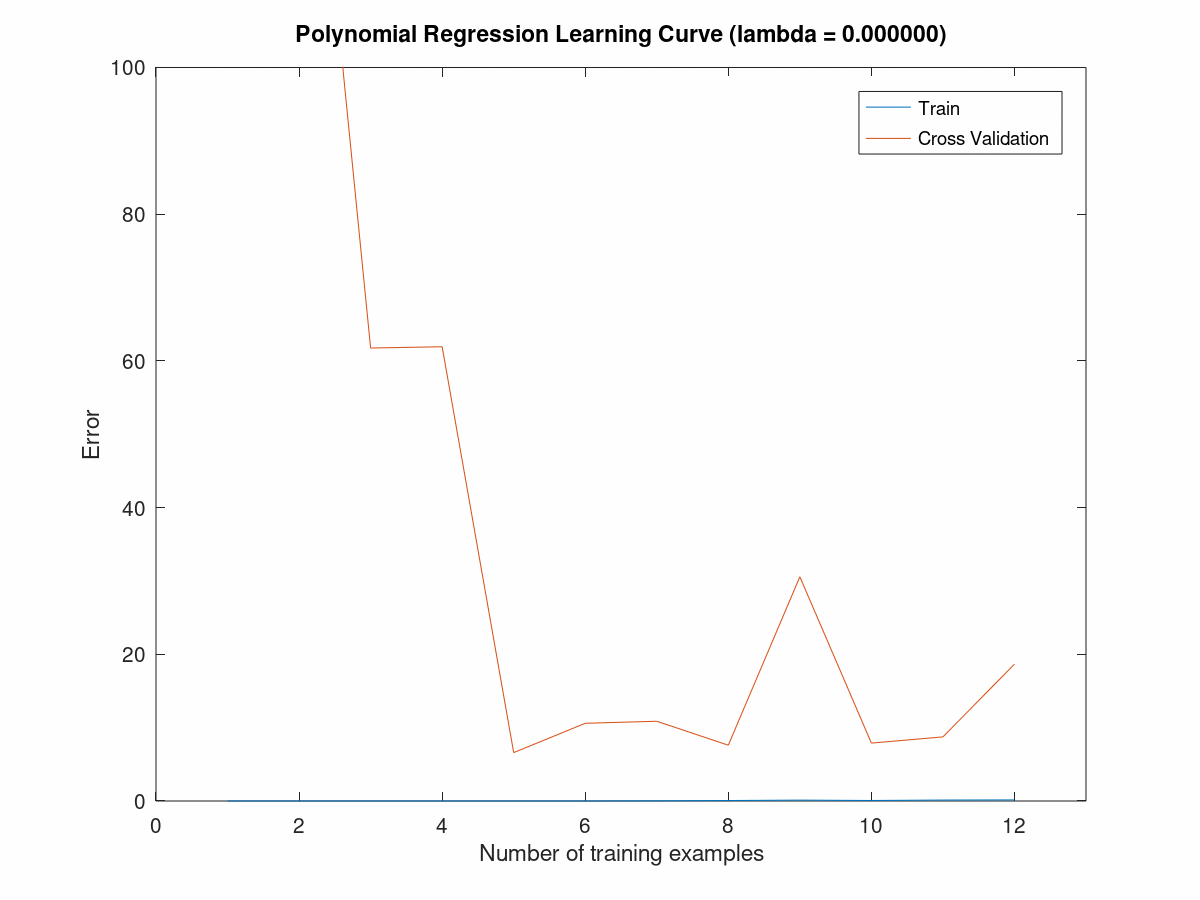 Polynomial Regression Learning Curve (lambda = 0.000000)
Train
Cross Validation
100
80
60
40
20
0
Error
0 2 4 6 8 10 12
Number of training examples